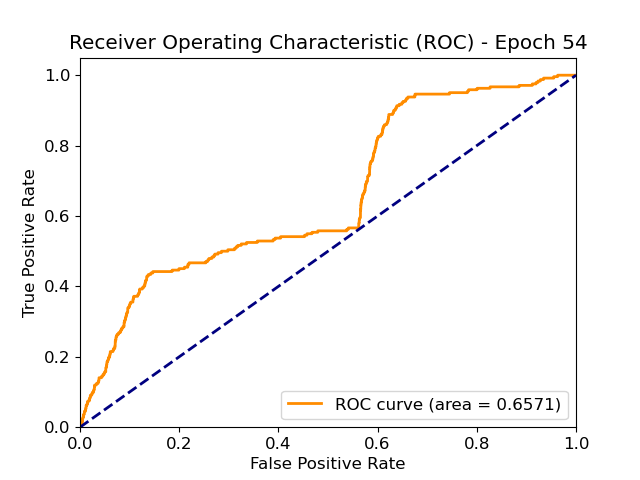 Receiver Operating Characteristic (ROC) - Epoch 54
True Positive Rate
1.0
0.8
0.6
0.4
0.2
0.0
ROC curve (area = 0.6571)
0.0 0.2 0.4 0.6 0.8 1.0
False Positive Rate